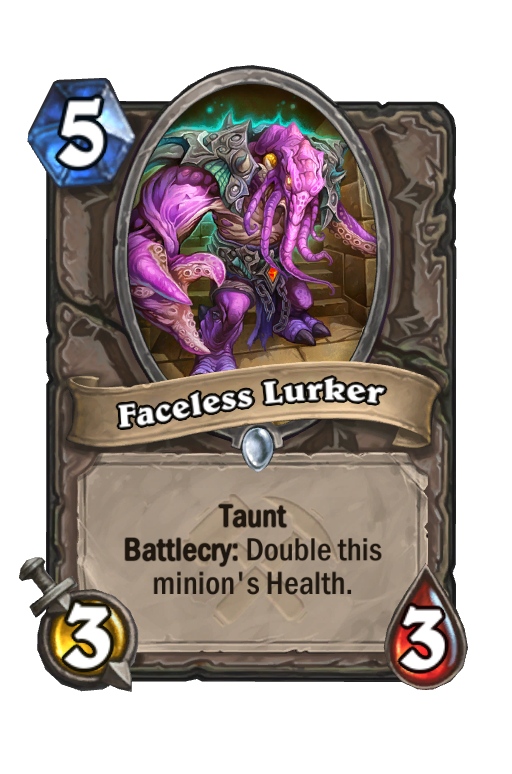 5
Faceless Lurker
Taunt
Battlecry: Double this
minion's Health.
3
3